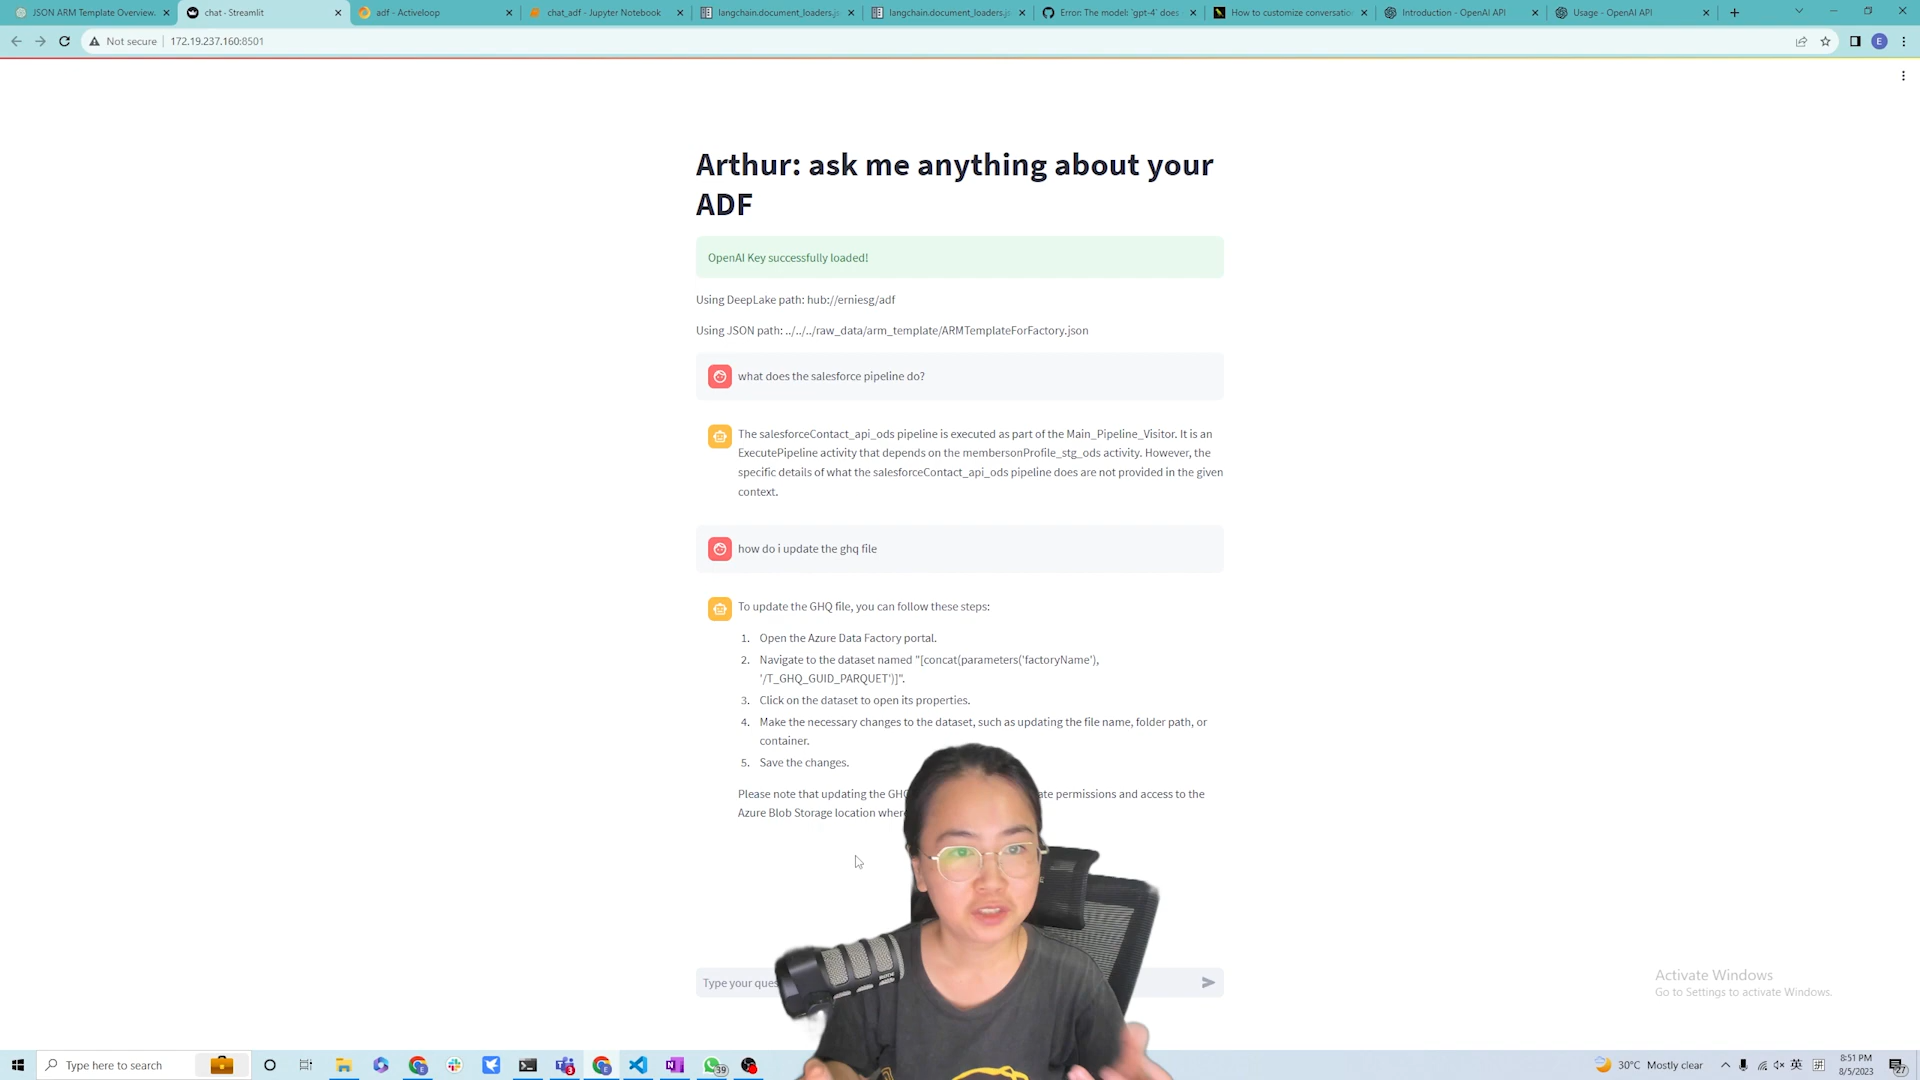 JSON ARM Template Overview.
chat - Streamlit
adf - Activeloop
chat_adf - Jupyter Notebook
langchain.document_loaders.js
langchain.document_loaders.js
Error: The model: `gpt-4` does
How to customize conversation
Introduction - OpenAI API
Usage - OpenAI API
Not secure
172.19.237.160:8501
E
Arthur: ask me anything about your
ADF
OpenAI Key successfully loaded!
Using DeepLake path: hub://erniesg/adf
Using JSON path: ../../../raw_data/arm_template/ARMTemplateForFactory.json
what does the salesforce pipeline do?
The salesforceContact_api_ods pipeline is executed as part of the Main_Pipeline_Visitor. It is an
ExecutePipeline activity that depends on the membersonProfile_stg_ods activity. However, the
specific details of what the salesforceContact_api_ods pipeline does are not provided in the given
context.
how do i update the ghq file
To update the GHQ file, you can follow these steps:
1. Open the Azure Data Factory portal.
2. Navigate to the dataset named "[concat(parameters('factoryName'),
'/T_GHQ_GUID_PARQUET')]".
3. Click on the dataset to open its properties.
4. Make the necessary changes to the dataset, such as updating the file name, folder path, or
container.
5. Save the changes.
Please note that updating the GHQ permissions and access to the
Azure Blob Storage location
Type your
Activate Windows
Go to Settings to activate Windows.
Type here to search
3
39
30°C Mostly clear
英
8:51 PM
8/5/2023
27